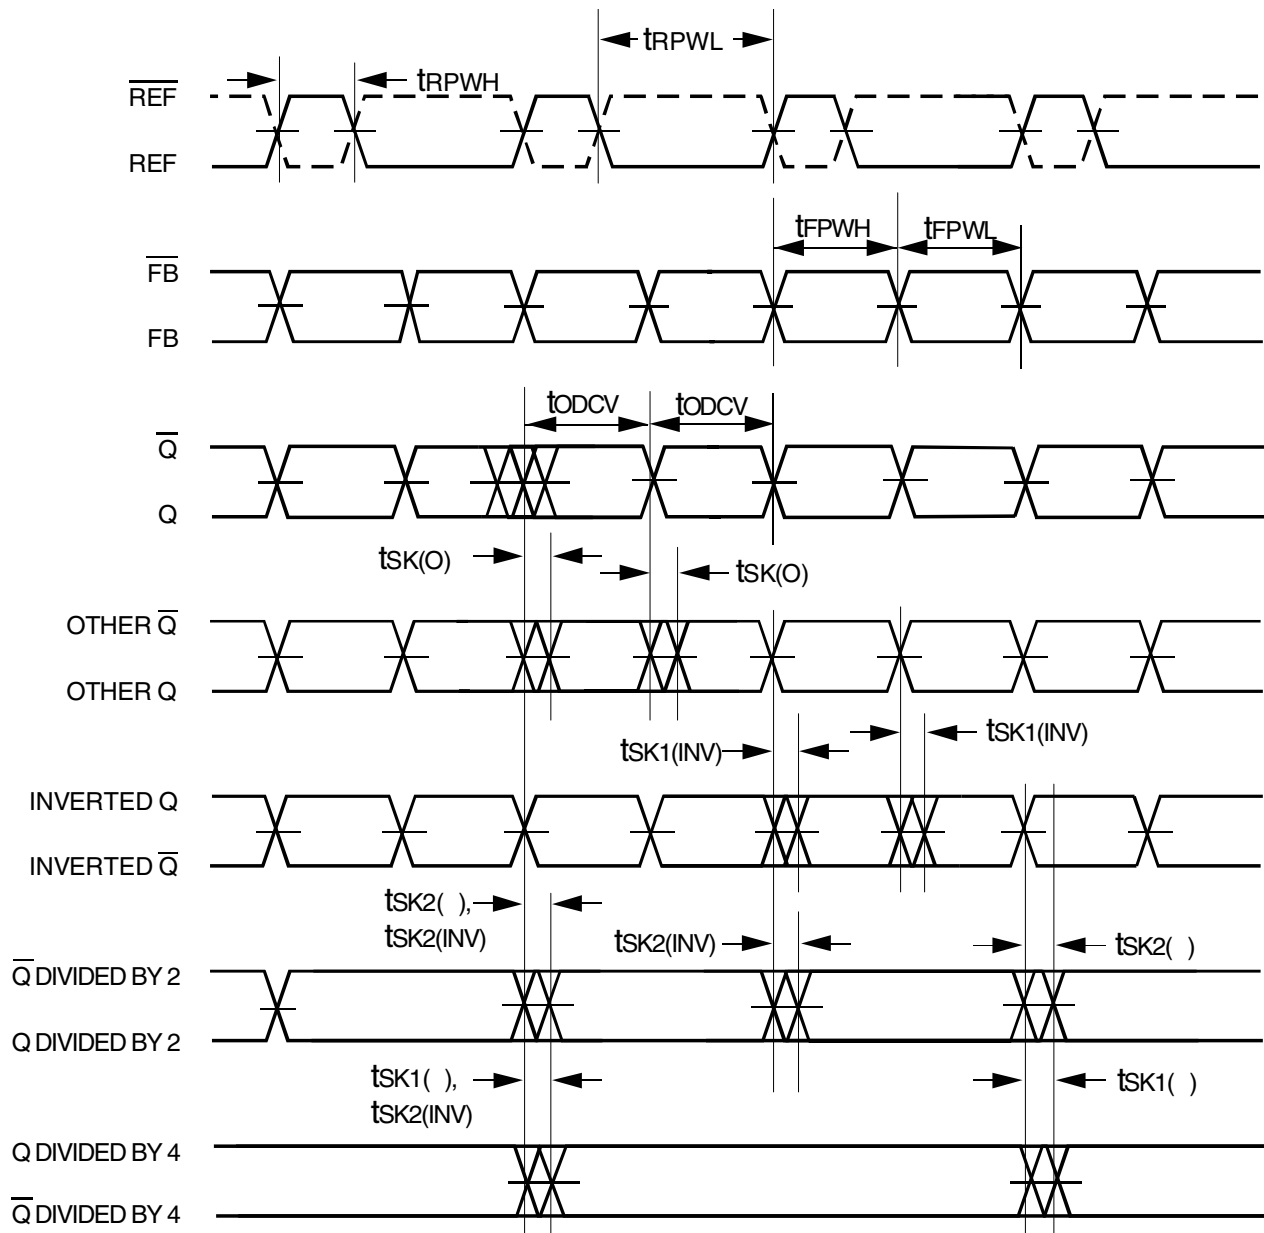 tRPWL
tRPWH
R̅E̅F̅
REF
tFPWH
tFPWL
F̅B̅
FB
tODCV
tODCV
Q̅
Q
tSK(O)
tSK(O)
OTHER Q̅
OTHER Q
tSK1(INV)
tSK1(INV)
INVERTED Q
INVERTED Q̅
tSK2( ),
tSK2(INV)
tSK2(INV)
tSK2( )
Q̅ DIVIDED BY 2
Q DIVIDED BY 2
tSK1( ),
tSK2(INV)
tSK1( )
Q DIVIDED BY 4
Q̅ DIVIDED BY 4